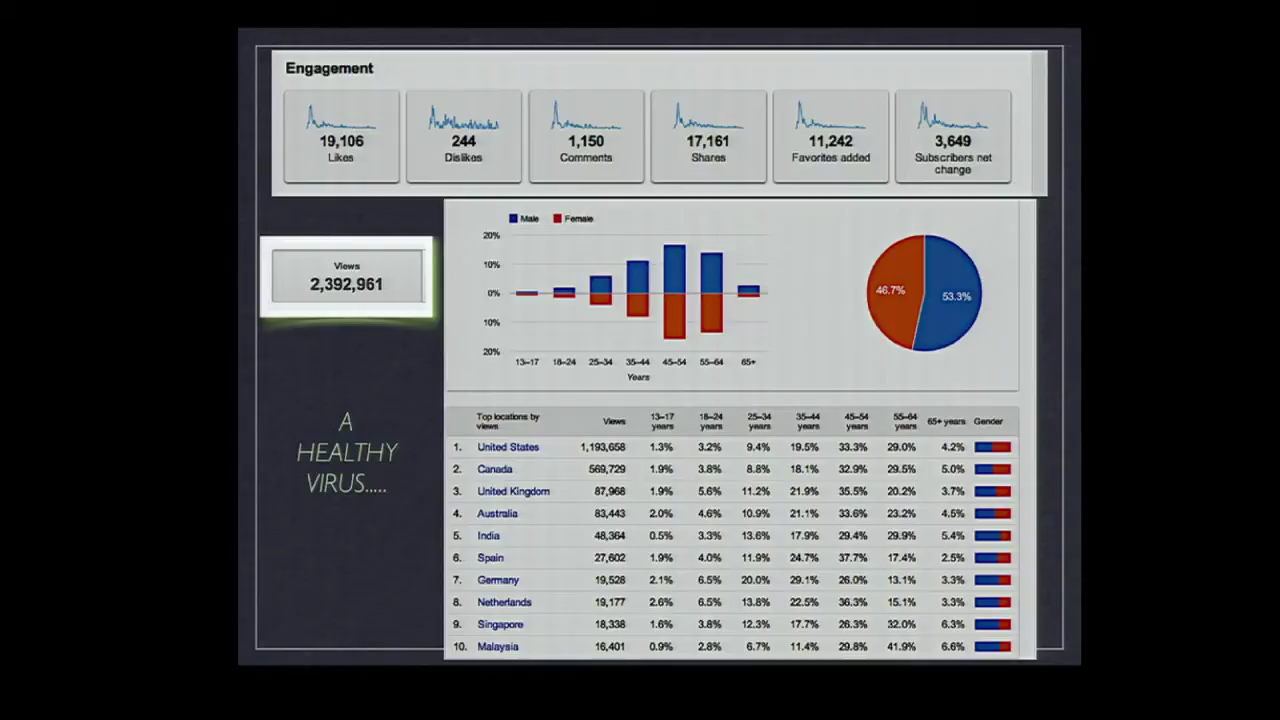 Engagement
19,106 244 1,150 17,161 11,242 3,649
Likes Dislikes Comments Shares Favorites added Subscribers net
change
Male Female
20%
10%
0%
10%
20%
13–17 18–24 25–34 35–44 45–54 55–64 65+
Years
46.7% 53.3%
Views
2,392,961
A
HEALTHY
VIRUS.....
Top locations by views Views 13–17 years 18–24 years 25–34 years 35–44 years 45–54 years 55–64 years 65+ years Gender
1. United States 1,193,658 1.3% 3.2% 9.4% 19.5% 33.3% 29.0% 4.2%
2. Canada 569,729 1.9% 3.8% 8.8% 18.1% 32.9% 29.5% 5.0%
3. United Kingdom 87,968 1.9% 5.6% 11.2% 21.9% 35.5% 20.2% 3.7%
4. Australia 83,443 2.0% 4.6% 10.9% 21.1% 33.6% 23.2% 4.5%
5. India 48,364 0.5% 3.3% 13.6% 17.9% 29.4% 29.9% 5.4%
6. Spain 27,602 1.9% 4.0% 11.9% 24.7% 37.7% 17.4% 2.5%
7. Germany 19,528 2.1% 6.5% 20.0% 29.1% 26.0% 13.1% 3.3%
8. Netherlands 19,177 2.6% 6.5% 13.8% 22.5% 36.3% 15.1% 3.3%
9. Singapore 18,338 1.6% 3.8% 12.3% 17.7% 26.3% 32.0% 6.3%
10. Malaysia 16,401 0.9% 2.8% 6.7% 11.4% 29.8% 41.9% 6.6%